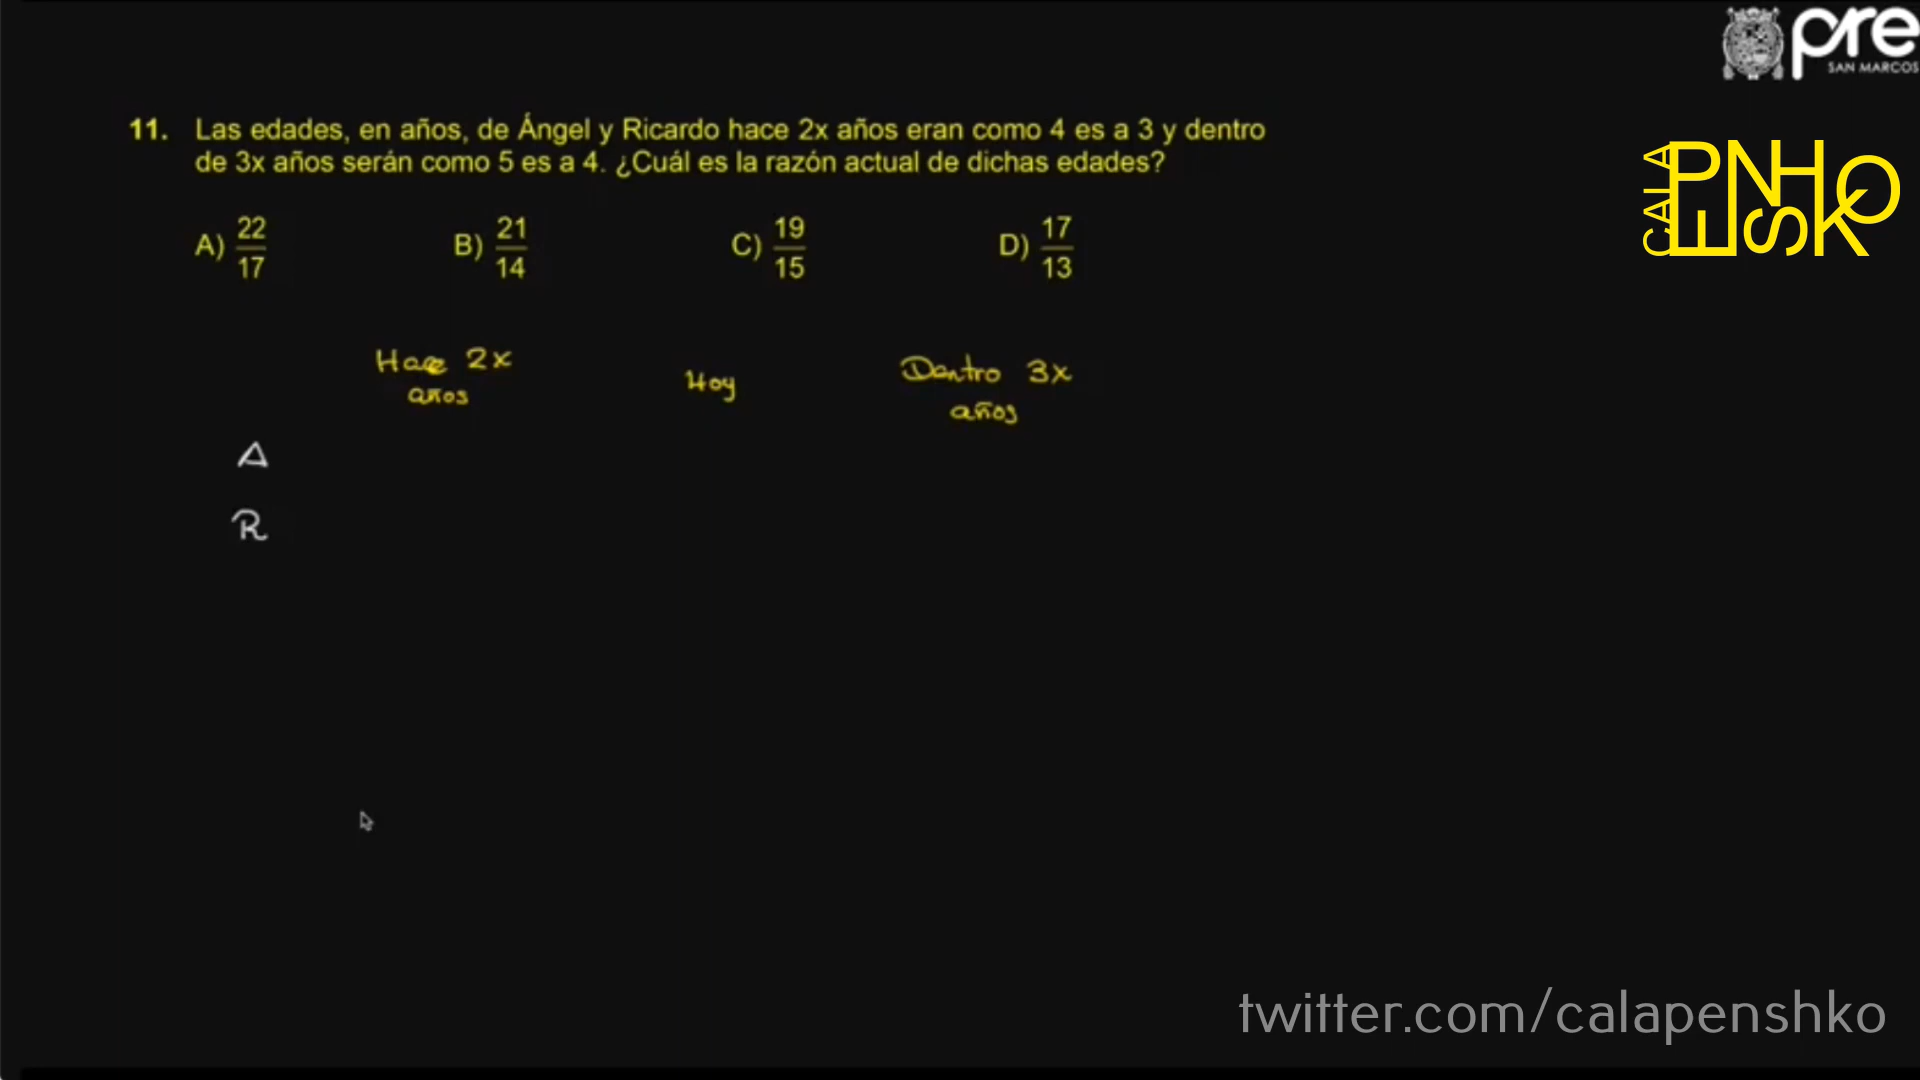 pre
SAN MARCOS
11. Las edades, en años, de Ángel y Ricardo hace 2x años eran como 4 es a 3 y dentro
de 3x años serán como 5 es a 4. ¿Cuál es la razón actual de dichas edades?
CALA PENSHKO
A) 22/17 B) 21/14 C) 19/15 D) 17/13
Hace 2x
años
Hoy
Dentro 3x
años
A
R
twitter.com/calapenshko